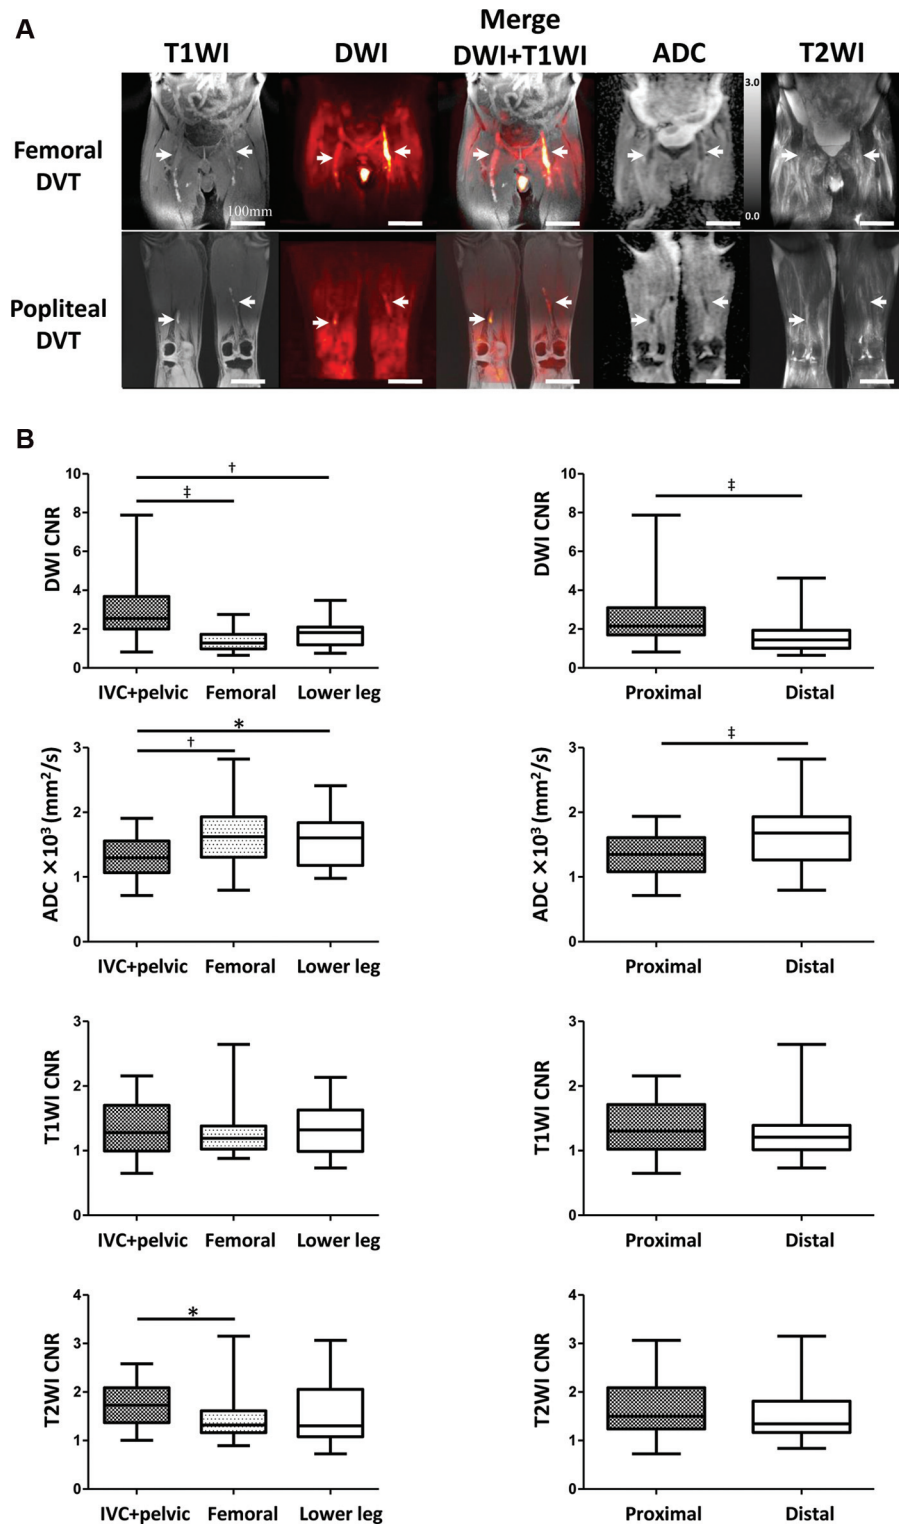 A
T1WI
DWI
Merge
DWI+T1WI
ADC
T2WI
Femoral
DVT
100mm
3.0
0.0
Popliteal
DVT
B
DWI CNR
10
8
6
4
2
0
†
‡
IVC+pelvic Femoral Lower leg
DWI CNR
10
8
6
4
2
0
‡
Proximal Distal
ADC ×10³ (mm²/s)
3
2
1
0
*
†
IVC+pelvic Femoral Lower leg
ADC ×10³ (mm²/s)
3
2
1
0
‡
Proximal Distal
T1WI CNR
3
2
1
0
IVC+pelvic Femoral Lower leg
T1WI CNR
3
2
1
0
Proximal Distal
T2WI CNR
4
3
2
1
0
*
IVC+pelvic Femoral Lower leg
T2WI CNR
4
3
2
1
0
Proximal Distal